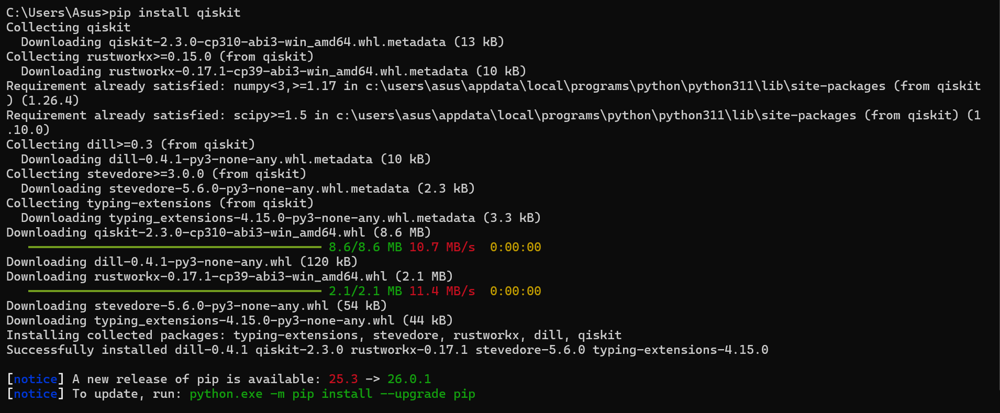 C:\Users\Asus>pip install qiskit
Collecting qiskit
  Downloading qiskit-2.3.0-cp310-abi3-win_amd64.whl.metadata (13 kB)
Collecting rustworkx>=0.15.0 (from qiskit)
  Downloading rustworkx-0.17.1-cp39-abi3-win_amd64.whl.metadata (10 kB)
Requirement already satisfied: numpy<3,>=1.17 in c:\users\asus\appdata\local\programs\python\python311\lib\site-packages (from qiskit
) (1.26.4)
Requirement already satisfied: scipy>=1.5 in c:\users\asus\appdata\local\programs\python\python311\lib\site-packages (from qiskit) (1
.10.0)
Collecting dill>=0.3 (from qiskit)
  Downloading dill-0.4.1-py3-none-any.whl.metadata (10 kB)
Collecting stevedore>=3.0.0 (from qiskit)
  Downloading stevedore-5.6.0-py3-none-any.whl.metadata (2.3 kB)
Collecting typing-extensions (from qiskit)
  Downloading typing_extensions-4.15.0-py3-none-any.whl.metadata (3.3 kB)
Downloading qiskit-2.3.0-cp310-abi3-win_amd64.whl (8.6 MB)
8.6/8.6 MB 10.7 MB/s  0:00:00
Downloading dill-0.4.1-py3-none-any.whl (120 kB)
Downloading rustworkx-0.17.1-cp39-abi3-win_amd64.whl (2.1 MB)
2.1/2.1 MB 11.4 MB/s  0:00:00
Downloading stevedore-5.6.0-py3-none-any.whl (54 kB)
Downloading typing_extensions-4.15.0-py3-none-any.whl (44 kB)
Installing collected packages: typing-extensions, stevedore, rustworkx, dill, qiskit
Successfully installed dill-0.4.1 qiskit-2.3.0 rustworkx-0.17.1 stevedore-5.6.0 typing-extensions-4.15.0
[notice] A new release of pip is available: 25.3 -> 26.0.1
[notice] To update, run: python.exe -m pip install --upgrade pip